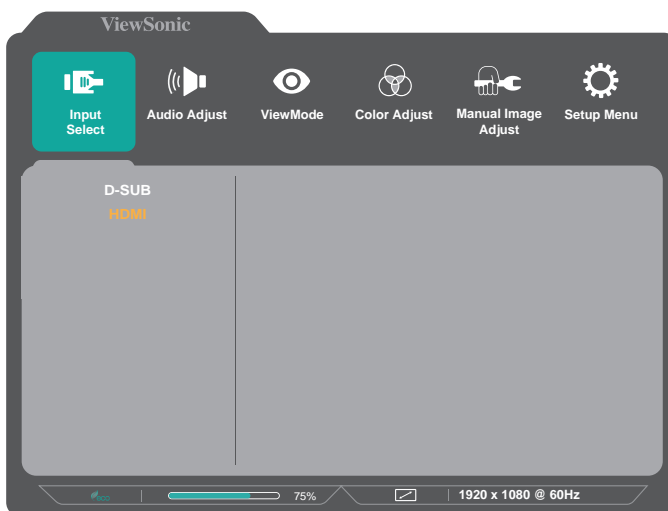 ViewSonic
Input
Select
Audio Adjust
ViewMode
Color Adjust
Manual Image
Adjust
Setup Menu
D-SUB
HDMI
eco 75% 1920 x 1080 @ 60Hz